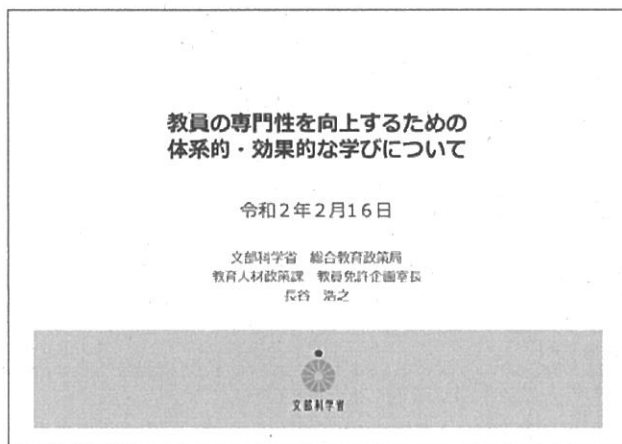 教員の専門性を向上するための
体系的・効果的な学びについて
令和2年2月16日
文部科学省 総合教育政策局
教育人材政策課 教員免許企画室長
長谷 浩之
文部科学省